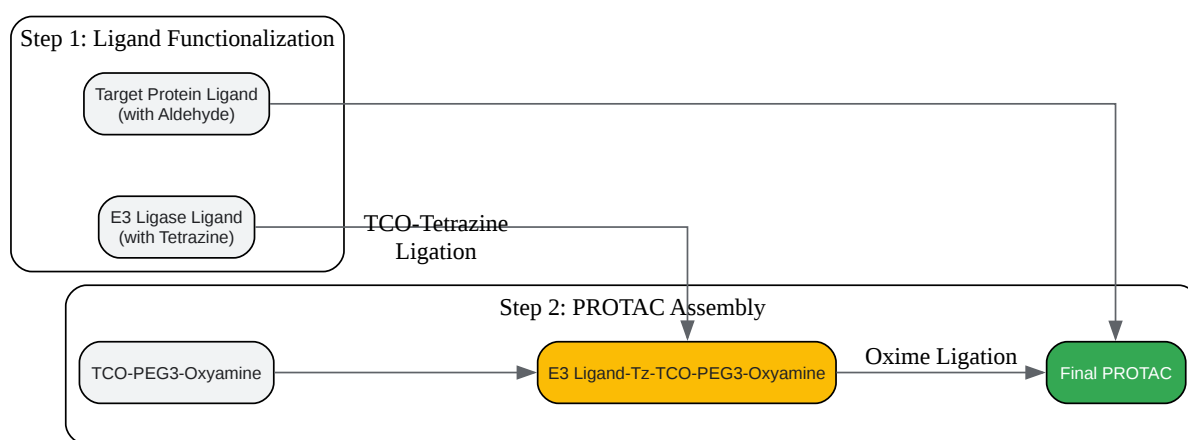 Step 1: Ligand Functionalization
Target Protein Ligand
(with Aldehyde)
E3 Ligase Ligand
(with Tetrazine)
TCO-Tetrazine
Ligation
Step 2: PROTAC Assembly
TCO-PEG3-Oxyamine
E3 Ligand-Tz-TCO-PEG3-Oxyamine
Oxime Ligation
Final PROTAC